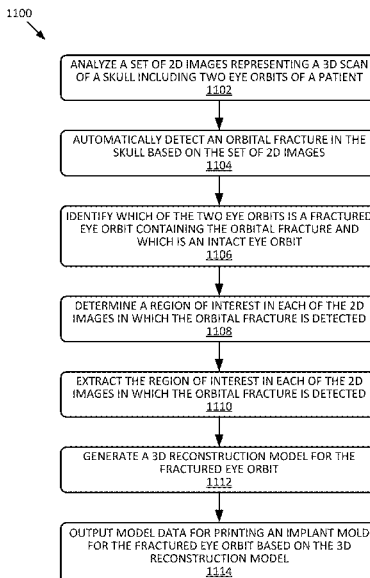 1100
ANALYZE A SET OF 2D IMAGES REPRESENTING A 3D SCAN
OF A SKULL INCLUDING TWO EYE ORBITS OF A PATIENT
1102
AUTOMATICALLY DETECT AN ORBITAL FRACTURE IN THE
SKULL BASED ON THE SET OF 2D IMAGES
1104
IDENTIFY WHICH OF THE TWO EYE ORBITS IS A FRACTURED
EYE ORBIT CONTAINING THE ORBITAL FRACTURE AND
WHICH IS AN INTACT EYE ORBIT
1106
DETERMINE A REGION OF INTEREST IN EACH OF THE 2D
IMAGES IN WHICH THE ORBITAL FRACTURE IS DETECTED
1108
EXTRACT THE REGION OF INTEREST IN EACH OF THE 2D
IMAGES IN WHICH THE ORBITAL FRACTURE IS DETECTED
1110
GENERATE A 3D RECONSTRUCTION MODEL FOR THE
FRACTURED EYE ORBIT
1112
OUTPUT MODEL DATA FOR PRINTING AN IMPLANT MOLD
FOR THE FRACTURED EYE ORBIT BASED ON THE 3D
RECONSTRUCTION MODEL
1114